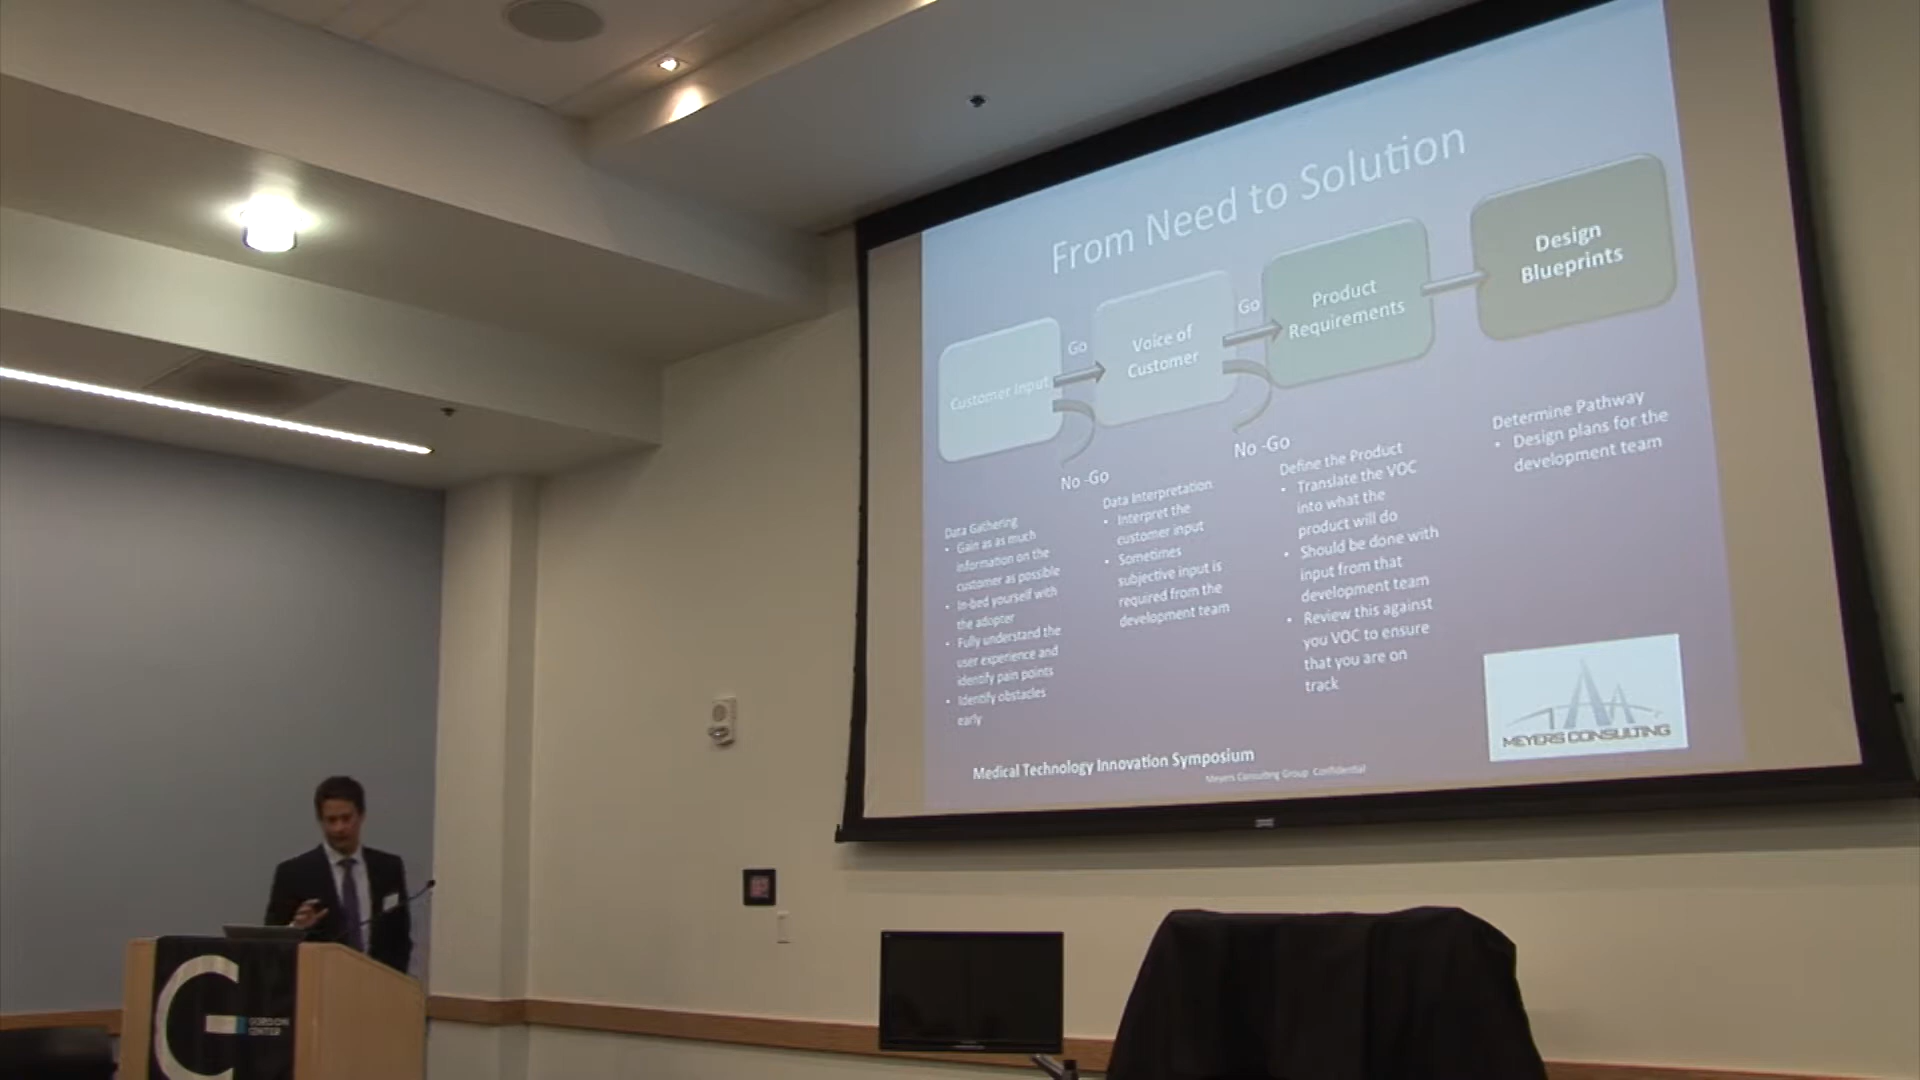 From Need to Solution
Customer Input
Go
No -Go
Voice of
Customer
Go
No -Go
Product
Requirements
Design
Blueprints
Data Gathering
• Gain as as much
information on the
customer as possible
• In-bed yourself with
the adopter
• Fully understand the
user experience and
identify pain points
• Identify obstacles
early
Data Interpretation
• Interpret the
customer input
• Sometimes
subjective input is
required from the
development team
Define the Product
• Translate the VOC
into what the
product will do
• Should be done with
input from that
development team
• Review this against
you VOC to ensure
that you are on
track
Determine Pathway
• Design plans for the
development team
MEYERS CONSULTING
Medical Technology Innovation Symposium
Meyers Consulting Group Confidential
G
GORDON
CENTER